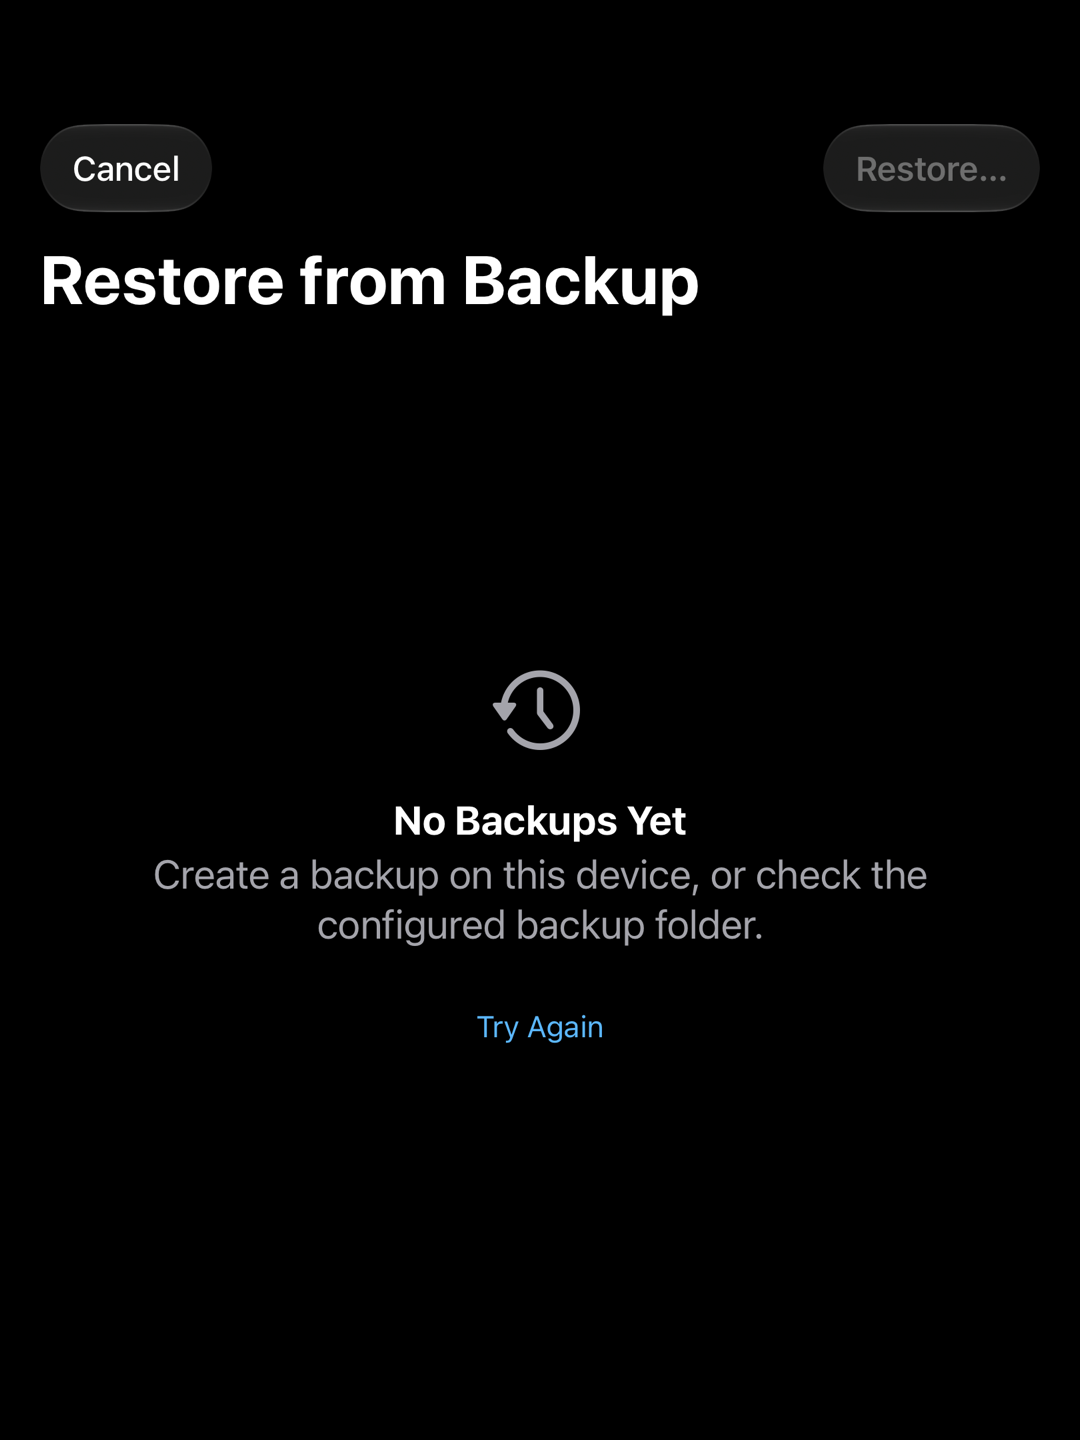 Cancel
Restore...
Restore from Backup
No Backups Yet
Create a backup on this device, or check the
configured backup folder.
Try Again